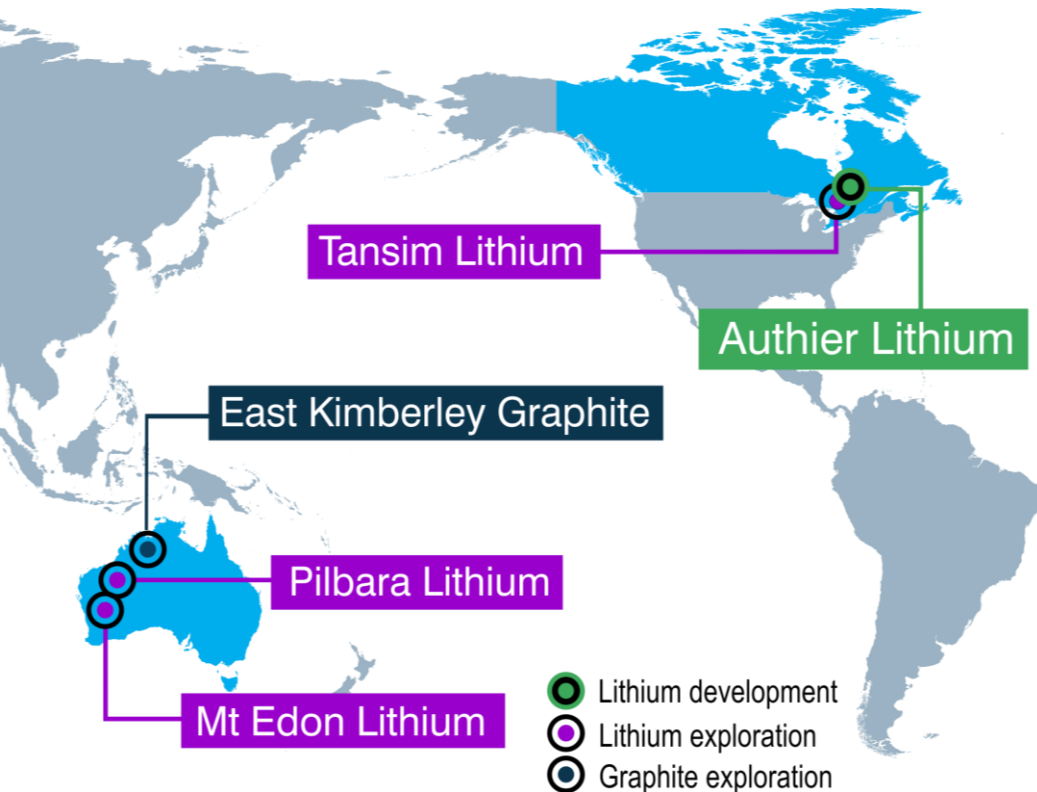 Tansim Lithium
Authier Lithium
East Kimberley Graphite
Pilbara Lithium
Mt Edon Lithium
Lithium development
Lithium exploration
Graphite exploration